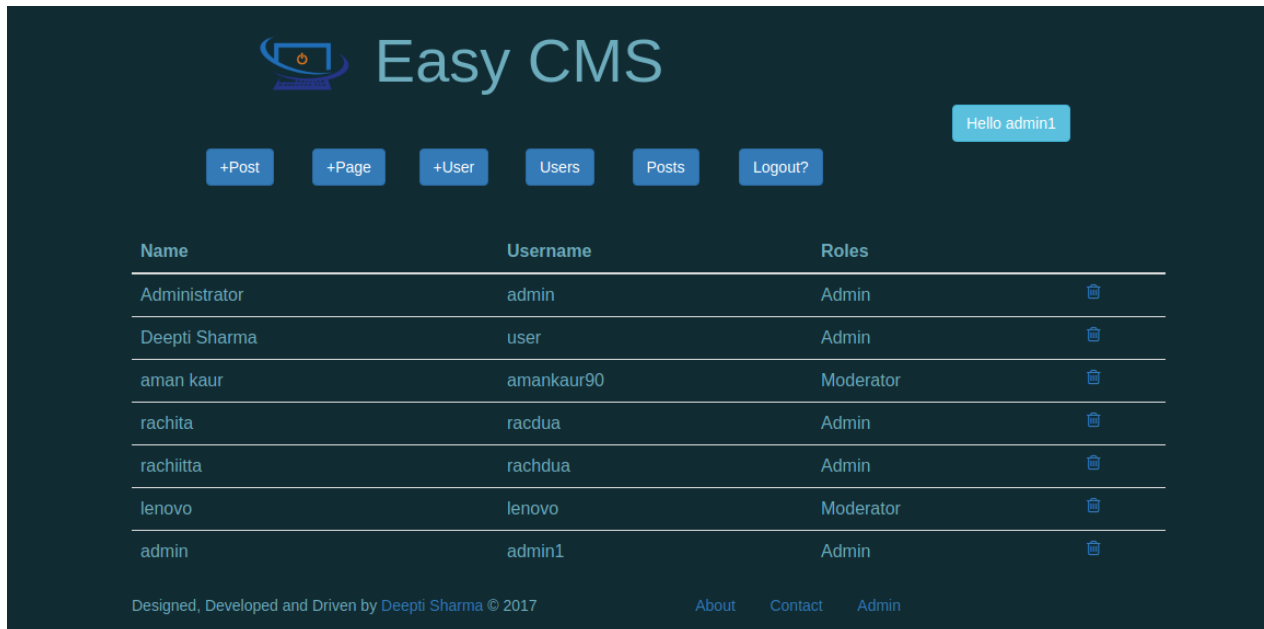 Easy CMS
Hello admin1
+Post +Page +User Users Posts Logout?
Name Username Roles
Administrator admin Admin
Deepti Sharma user Admin
aman kaur amankaur90 Moderator
rachita racdua Admin
rachiitta rachdua Admin
lenovo lenovo Moderator
admin admin1 Admin
Designed, Developed and Driven by Deepti Sharma © 2017 About Contact Admin